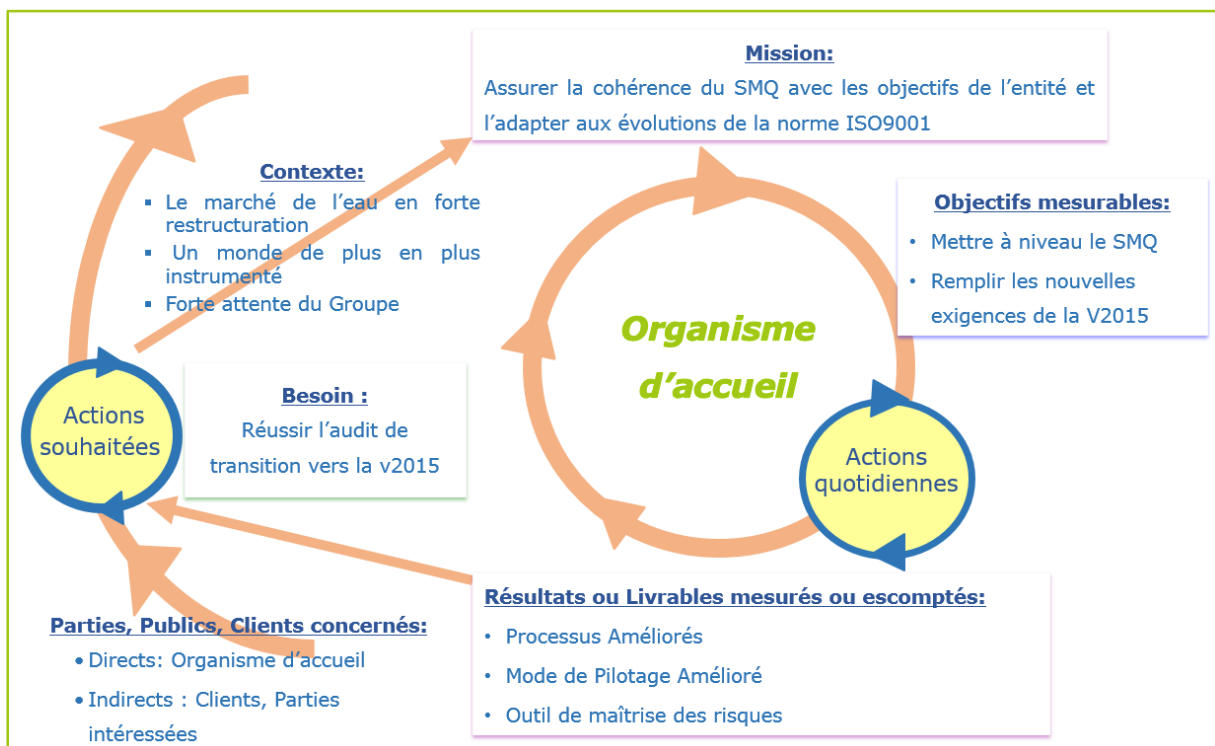 Mission:
Assurer la cohérence du SMQ avec les objectifs de l’entité et
l’adapter aux évolutions de la norme ISO9001
Contexte:
▪ Le marché de l’eau en forte
restructuration
▪ Un monde de plus en plus
instrumenté
▪ Forte attente du Groupe
Objectifs mesurables:
• Mettre à niveau le SMQ
• Remplir les nouvelles
exigences de la V2015
Organisme
d’accueil
Actions
souhaitées
Besoin :
Réussir l’audit de
transition vers la v2015
Actions
quotidiennes
Parties, Publics, Clients concernés:
• Directs: Organisme d’accueil
• Indirects : Clients, Parties
intéressées
Résultats ou Livrables mesurés ou escomptés:
• Processus Améliorés
• Mode de Pilotage Amélioré
• Outil de maîtrise des risques